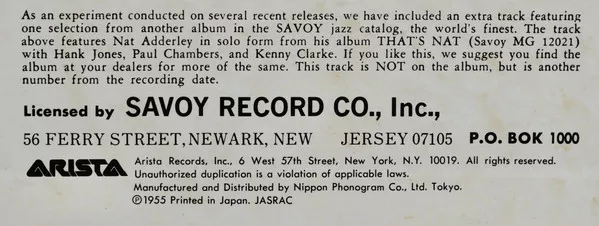 As an experiment conducted on several recent releases, we have included an extra track featuring
one selection from another album in the SAVOY jazz catalog, the world's finest. The track
above features Nat Adderley in solo form from his album THAT'S NAT (Savoy MG 12021)
with Hank Jones, Paul Chambers, and Kenny Clarke. If you like this, we suggest you find the
album at your dealers for more of the same. This track is NOT on the album, but is another
number from the recording date.
Licensed by SAVOY RECORD CO., Inc.,
56 FERRY STREET, NEWARK, NEW JERSEY 07105 P.O. BOK 1000
ARISTA Arista Records, Inc., 6 West 57th Street, New York, N.Y. 10019. All rights reserved.
Unauthorized duplication is a violation of applicable laws.
Manufactured and Distributed by Nippon Phonogram Co., Ltd. Tokyo.
Ⓟ1955 Printed in Japan. JASRAC